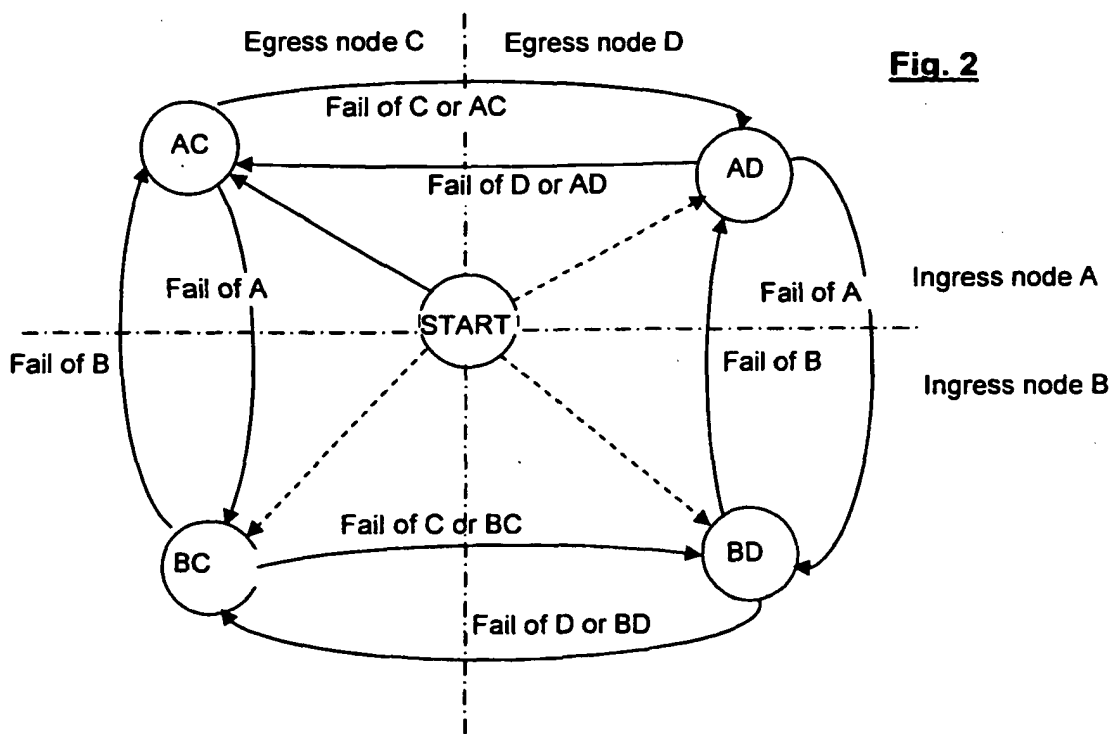 Egress node C
Egress node D
Fig. 2
Fail of C or AC
AC
AD
Fail of D or AD
Fail of A
Fail of A
Ingress node A
START
Fail of B
Fail of B
Ingress node B
Fail of C or BC
BC
BD
Fail of D or BD